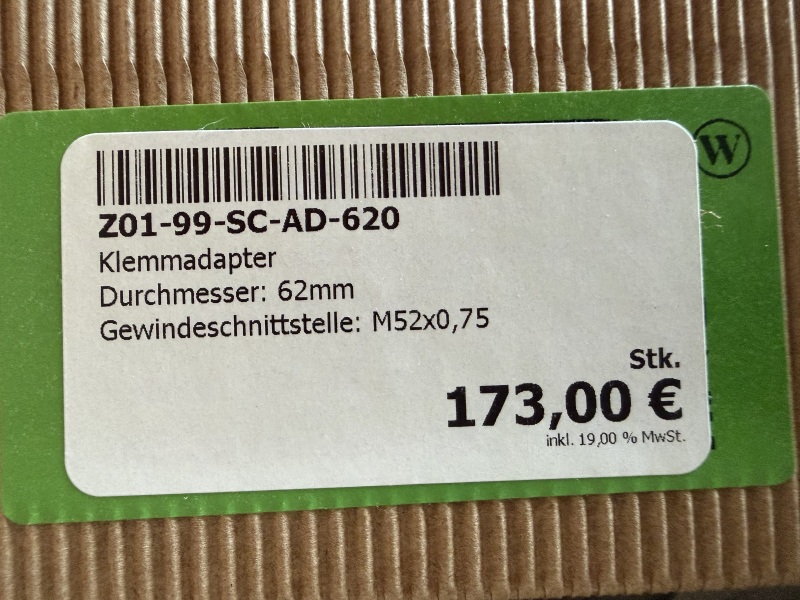 W
Z01-99-SC-AD-620
Klemmadapter
Durchmesser: 62mm
Gewindeschnittstelle: M52x0,75
Stk.
173,00 €
inkl. 19,00 % MwSt.